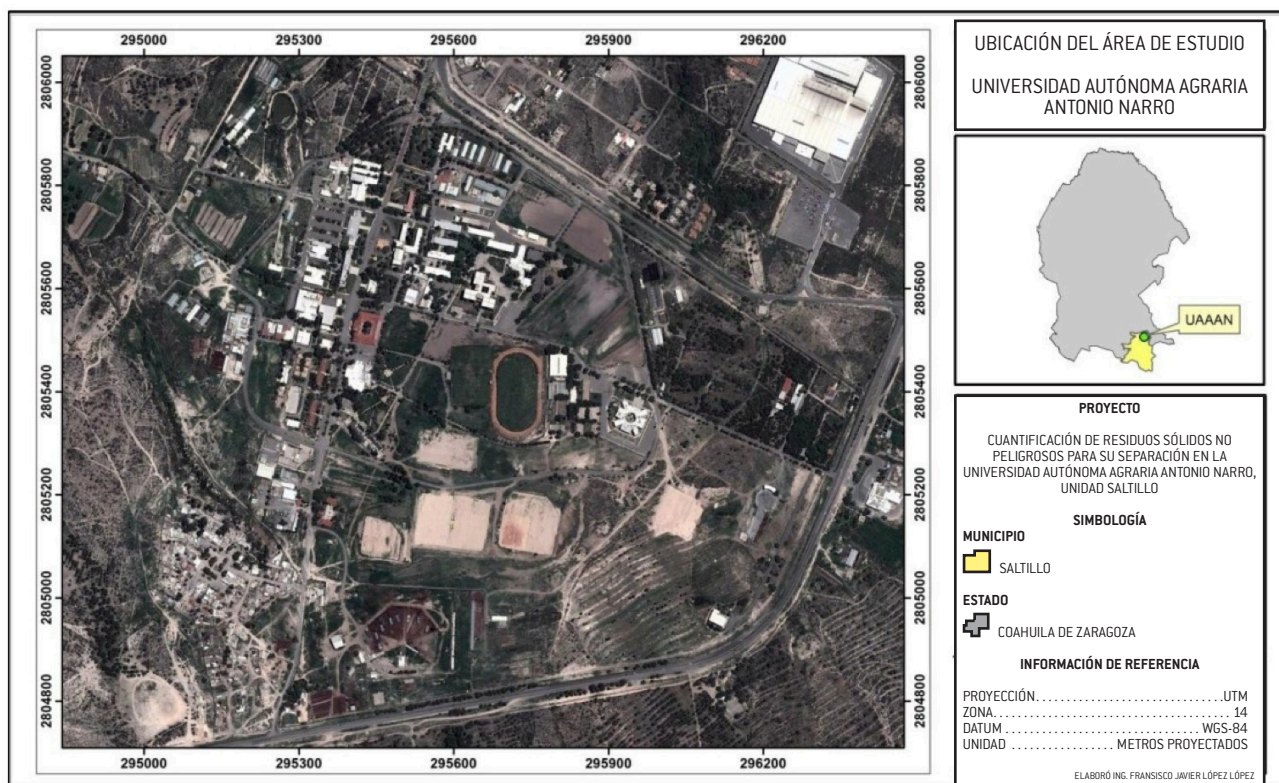 295000 295300 295600 295900 296200
2806000 2806000
2805800 2805800
2805600 2805600
2805400 2805400
2805200 2805200
2805000 2805000
2804800 2804800
295000 295300 295600 295900 296200
UBICACIÓN DEL ÁREA DE ESTUDIO
UNIVERSIDAD AUTÓNOMA AGRARIA
ANTONIO NARRO
UAAAN
PROYECTO
CUANTIFICACIÓN DE RESIDUOS SÓLIDOS NO
PELIGROSOS PARA SU SEPARACIÓN EN LA
UNIVERSIDAD AUTÓNOMA AGRARIA ANTONIO NARRO,
UNIDAD SALTILLO
SIMBOLOGÍA
MUNICIPIO
SALTILLO
ESTADO
COAHUILA DE ZARAGOZA
INFORMACIÓN DE REFERENCIA
PROYECCIÓN............................UTM
ZONA................................... 14
DATUM ............................. WGS-84
UNIDAD ................ METROS PROYECTADOS
ELABORÓ ING. FRANSISCO JAVIER LÓPEZ LÓPEZ